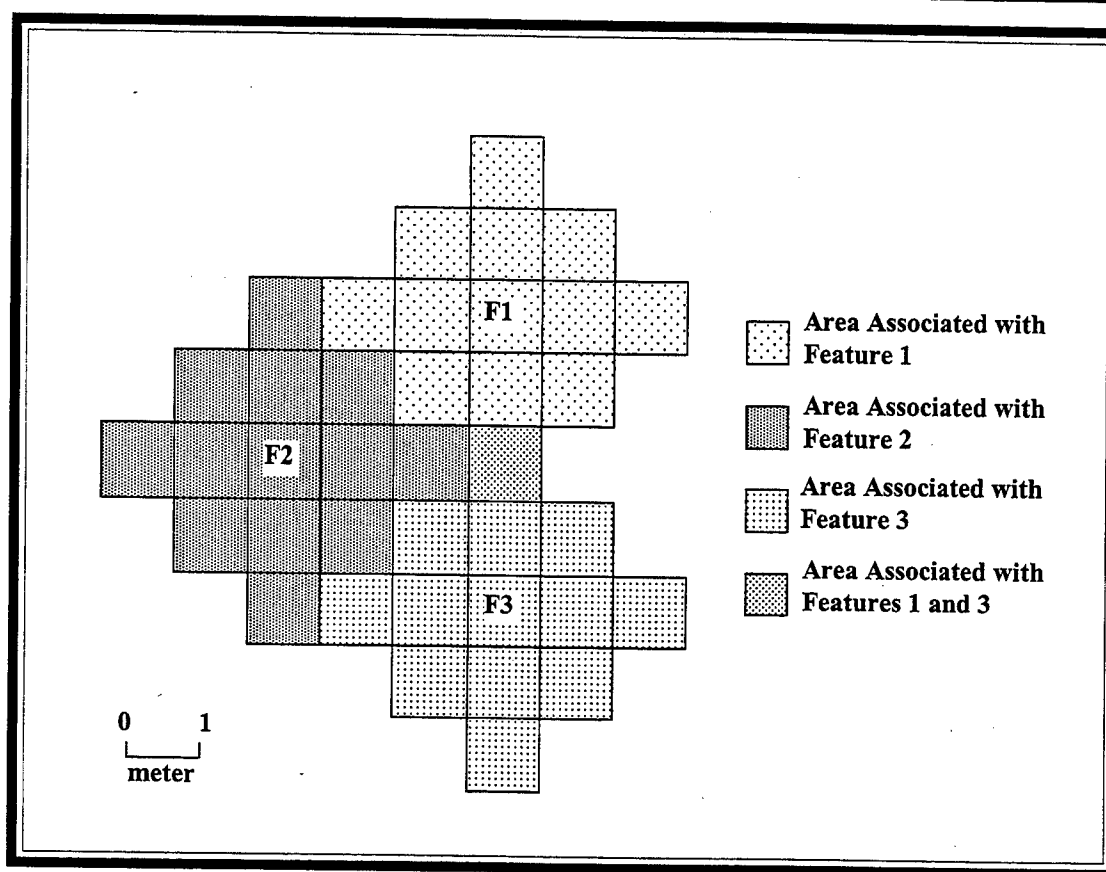 F1
F2
F3
Area Associated with
Feature 1
Area Associated with
Feature 2
Area Associated with
Feature 3
Area Associated with
Features 1 and 3
0 1
meter